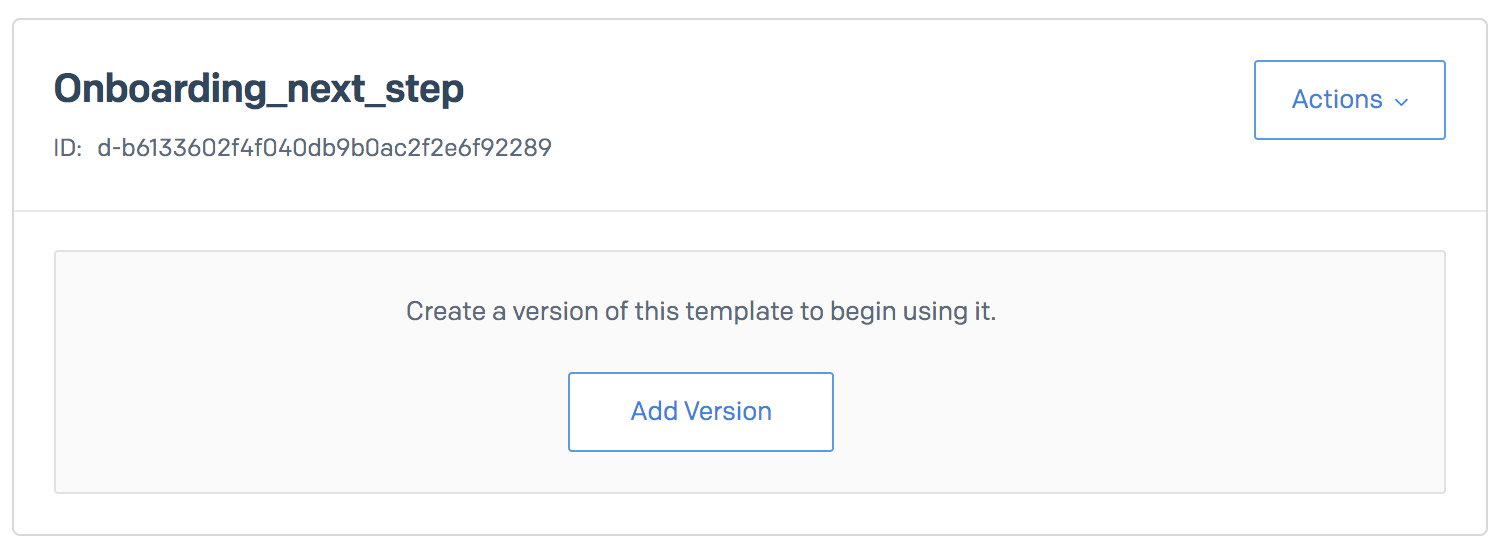 Onboarding_next_step
Actions
ID: d-b6133602f4f040db9b0ac2f2e6f92289
Create a version of this template to begin using it.
Add Version